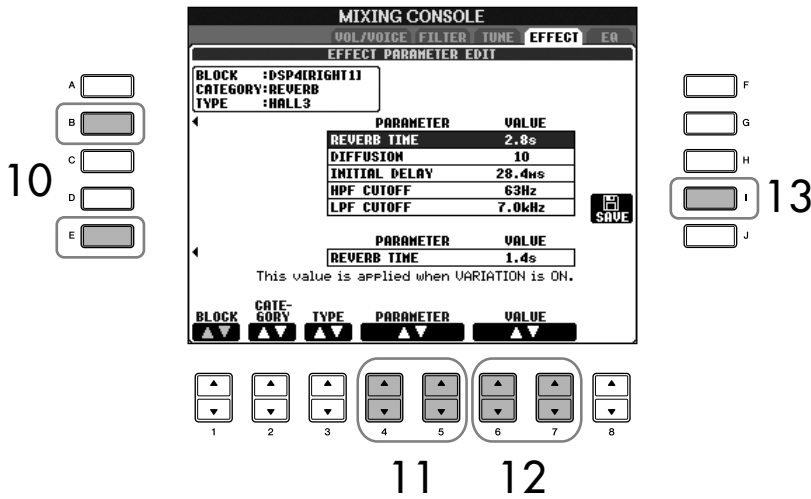 MIXING CONSOLE
VOL/VOICE FILTER TUNE EFFECT EQ
EFFECT PARAMETER EDIT
BLOCK :DSP4[RIGHT1]
CATEGORY:REVERB
TYPE :HALL3
PARAMETER VALUE
REVERB TIME 2.8s
DIFFUSION 10
INITIAL DELAY 28.4ms
HPF CUTOFF 63Hz
LPF CUTOFF 7.0kHz
SAVE
PARAMETER VALUE
REVERB TIME 1.4s
This value is applied when VARIATION is ON.
BLOCK CATE-GORY TYPE PARAMETER VALUE
A
B
C
D
E
10
F
G
H
I
J
13
1 2 3 4 5 6 7 8
11 12